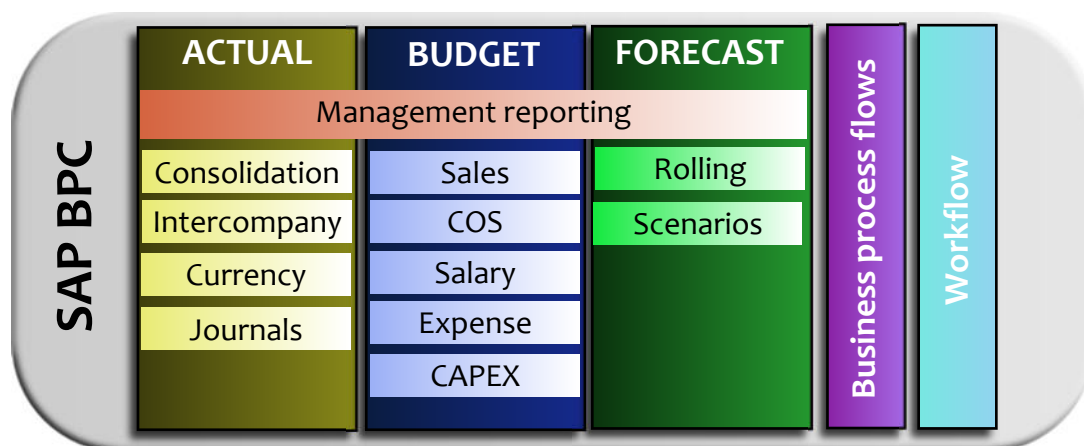 SAP BPC
ACTUAL
BUDGET
FORECAST
Management reporting
Consolidation
Intercompany
Currency
Journals
Sales
COS
Salary
Expense
CAPEX
Rolling
Scenarios
Business process flows
Workflow